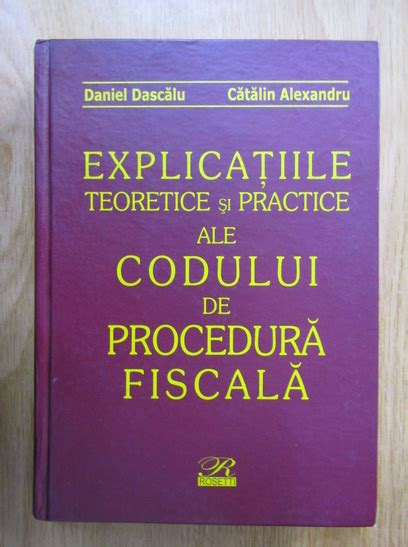 Daniel Dascălu Cătălin Alexandru
EXPLICAȚIILE
TEORETICE și PRACTICE
ALE
CODULUI
DE
PROCEDURĂ
FISCALĂ
R
ROSETTI